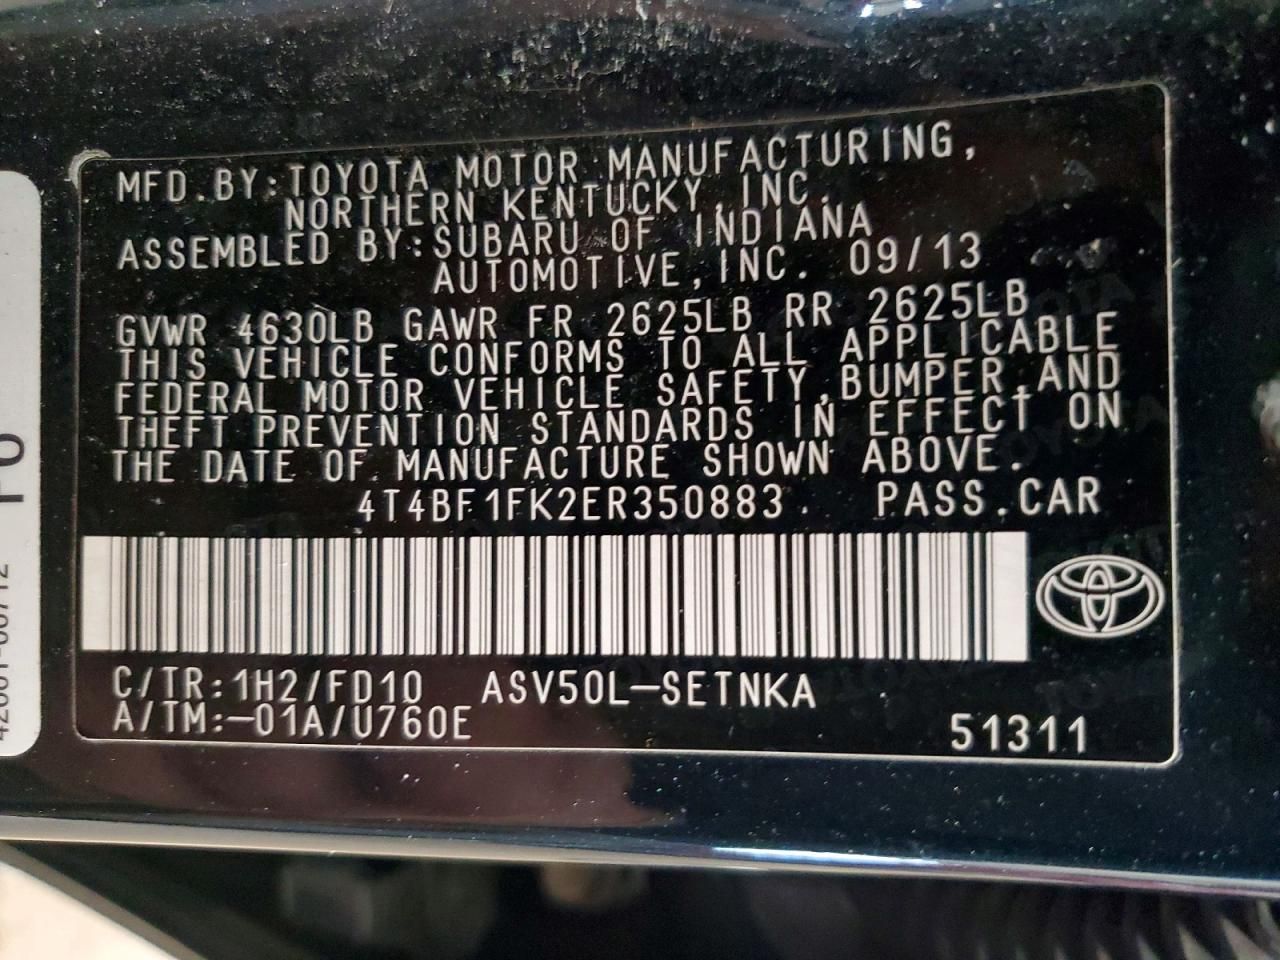 MFD.BY:TOYOTA MOTOR MANUFACTURING,
NORTHERN KENTUCKY,INC.
ASSEMBLED BY:SUBARU OF INDIANA
AUTOMOTIVE,INC. 09/13
GVWR 4630LB GAWR FR 2625LB RR 2625LB
THIS VEHICLE CONFORMS TO ALL APPLICABLE
FEDERAL MOTOR VEHICLE SAFETY,BUMPER,AND
THEFT PREVENTION STANDARDS IN EFFECT ON
THE DATE OF MANUFACTURE SHOWN ABOVE.
4T4BF1FK2ER350883 PASS.CAR
C/TR:1H2/FD10 ASV50L-SETNKA
A/TM:-01A/U760E
51311